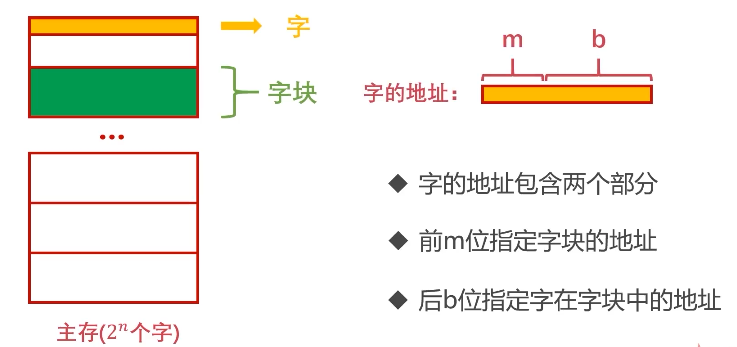 字
字块
...
主存(2ⁿ个字)
m b
字的地址：
◆ 字的地址包含两个部分
◆ 前m位指定字块的地址
◆ 后b位指定字在字块中的地址